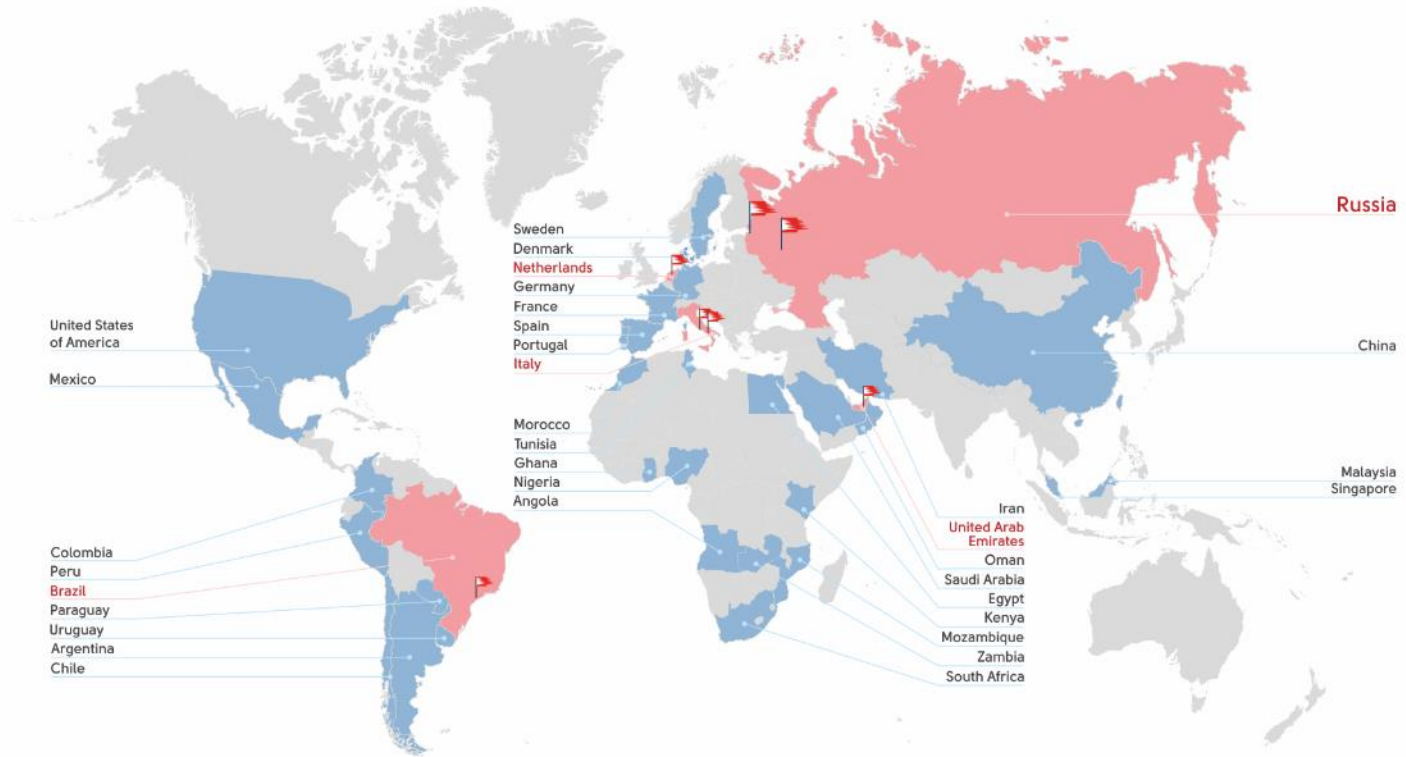 Russia
Sweden
Denmark
Netherlands
Germany
France
Spain
Portugal
Italy
United States
of America
Mexico
China
Morocco
Tunisia
Ghana
Nigeria
Angola
Malaysia
Singapore
Iran
United Arab
Emirates
Oman
Saudi Arabia
Egypt
Kenya
Mozambique
Zambia
South Africa
Colombia
Peru
Brazil
Paraguay
Uruguay
Argentina
Chile